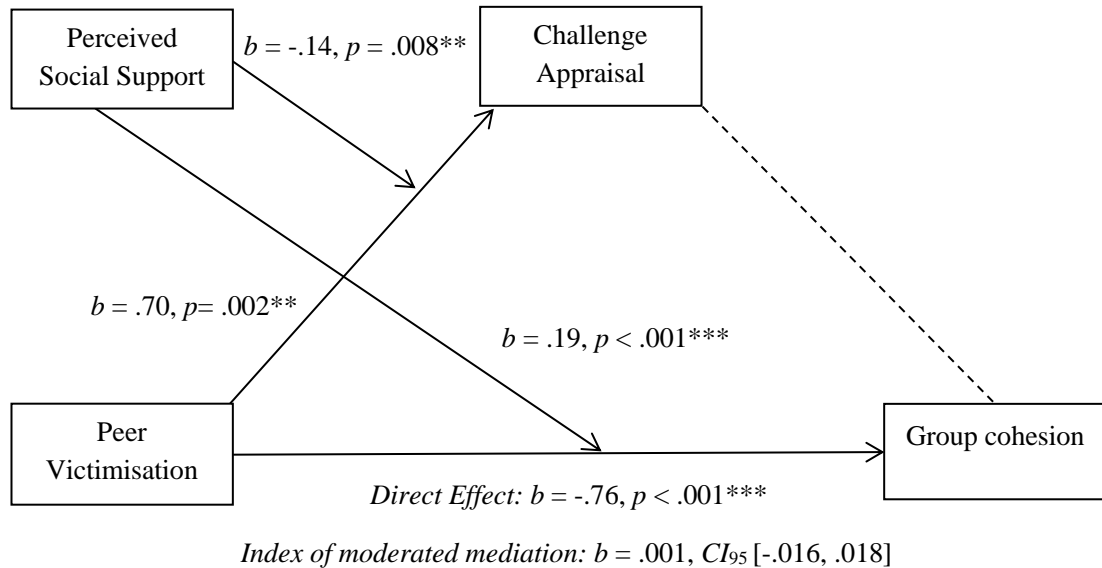 Perceived
Social Support
b = -.14, p = .008**
Challenge
Appraisal
b = .70, p= .002**
b = .19, p < .001***
Peer
Victimisation
Group cohesion
Direct Effect: b = -.76, p < .001***
Index of moderated mediation: b = .001, CI95 [-.016, .018]